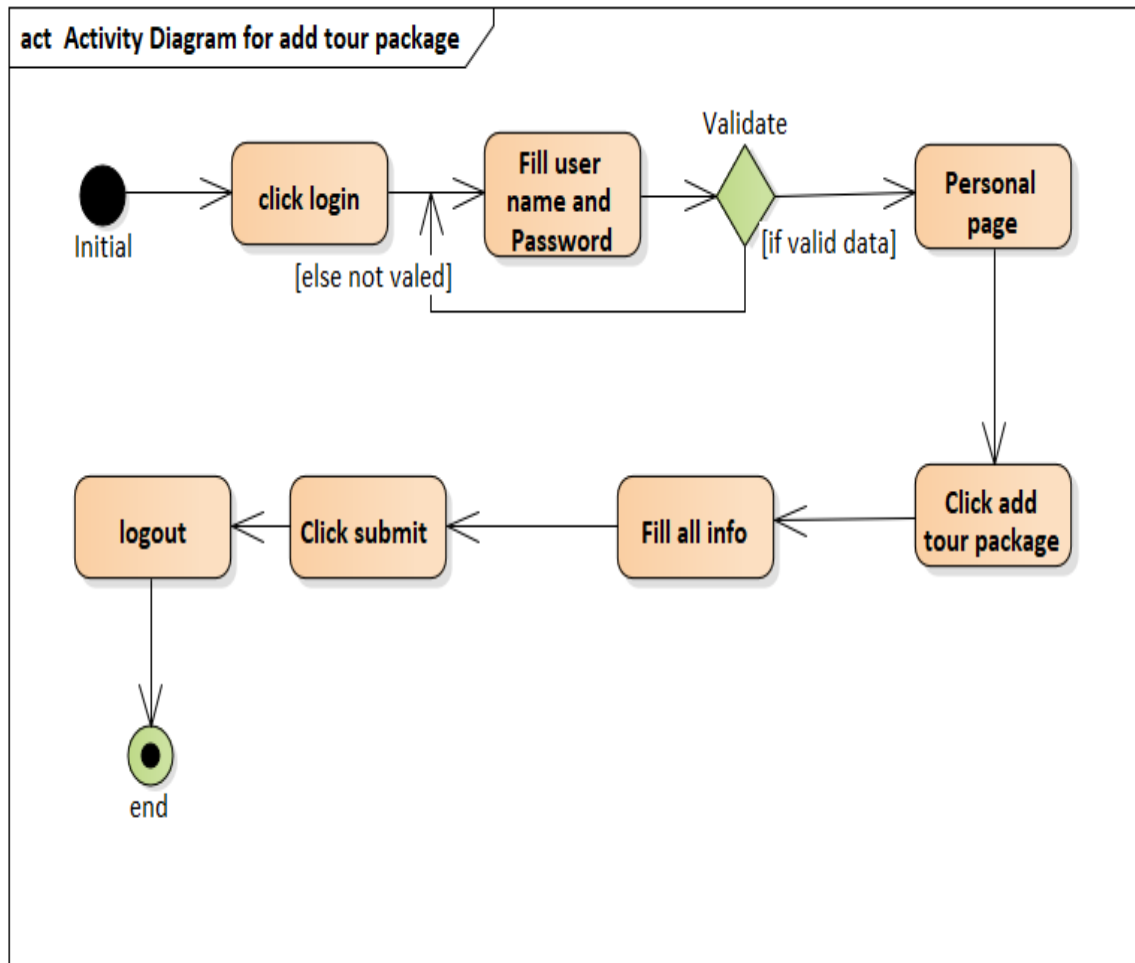 act Activity Diagram for add tour package
Validate
Initial
click login
Fill user
name and
Password
[else not valed]
[if valid data]
Personal
page
Click add
tour package
Fill all info
Click submit
logout
end